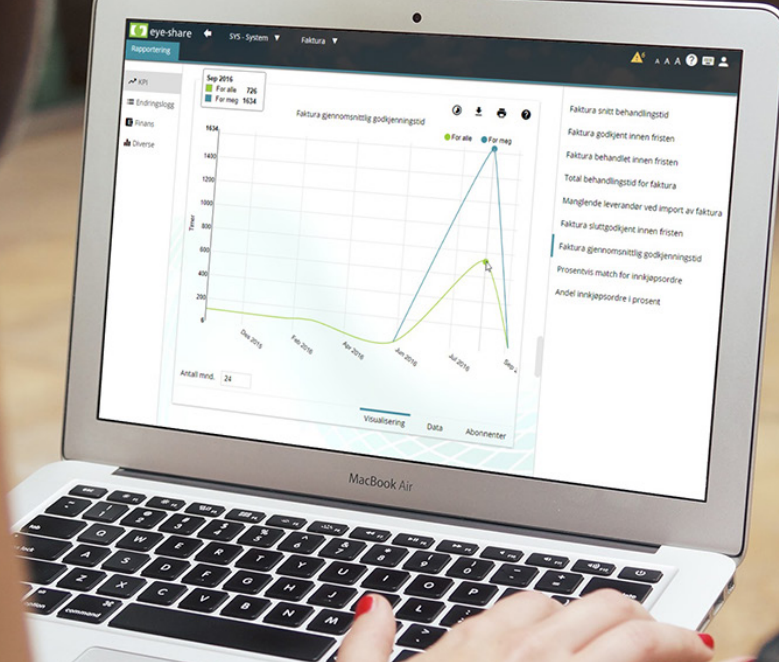 eye-share
SYS - System ▼
Faktura ▼
A A A
Rapportering
KPI
Endringslogg
Finans
Diverse
Sep 2016
For alle 726
For meg 1634
Faktura gjennomsnittlig godkjenningstid
For alle
For meg
1634
1400
1200
1000
800
600
400
200
0
Timer
Des 2015
Feb 2016
Apr 2016
Jun 2016
Jul 2016
Sep
Antall mnd. 24
Visualisering
Data
Abonnenter
Faktura snitt behandlingstid
Faktura godkjent innen fristen
Faktura behandlet innen fristen
Total behandlingstid for faktura
Manglende leverandør ved import av faktura
Faktura sluttgodkjent innen fristen
Faktura gjennomsnittlig godkjenningstid
Prosentvis match for innkjøpsordre
Andel innkjøpsordre i prosent
MacBook Air
esc
Q W E R T Y U I O P
A S D F G H J L
Z X C V B N M
command